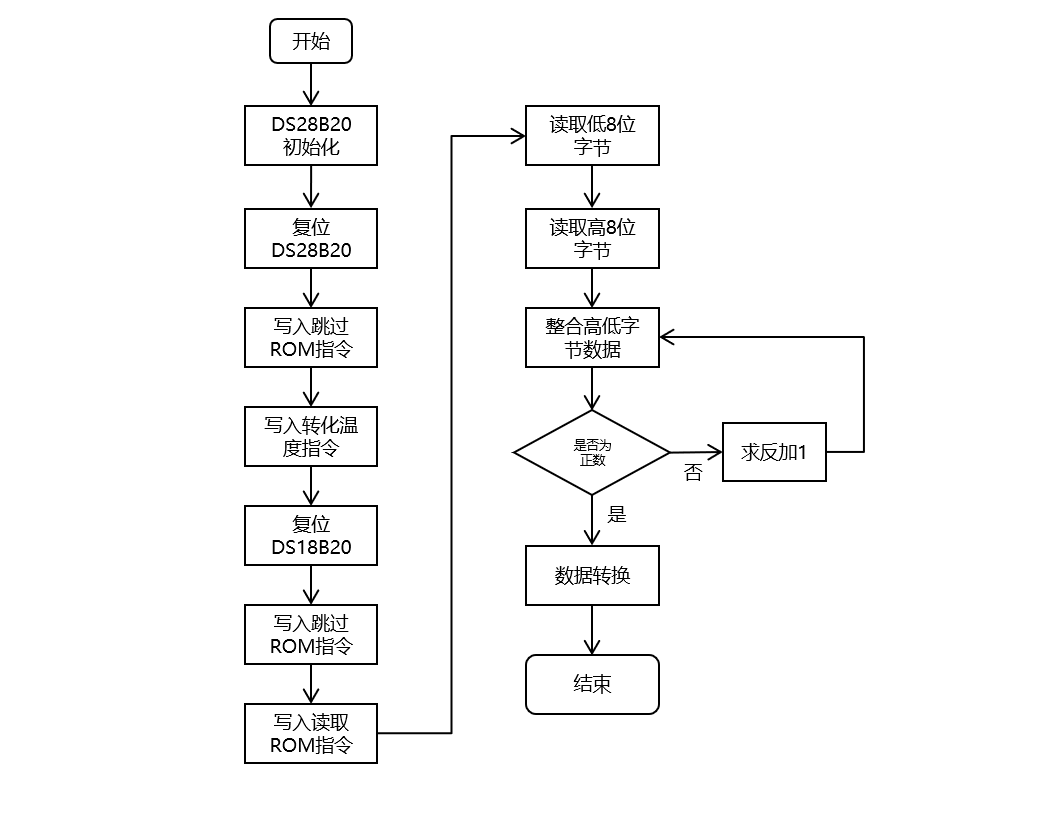 开始
DS28B20
初始化
复位
DS28B20
写入跳过
ROM指令
写入转化温
度指令
复位
DS18B20
写入跳过
ROM指令
写入读取
ROM指令
读取低8位
字节
读取高8位
字节
整合高低字
节数据
是否为
正数
否
求反加1
是
数据转换
结束